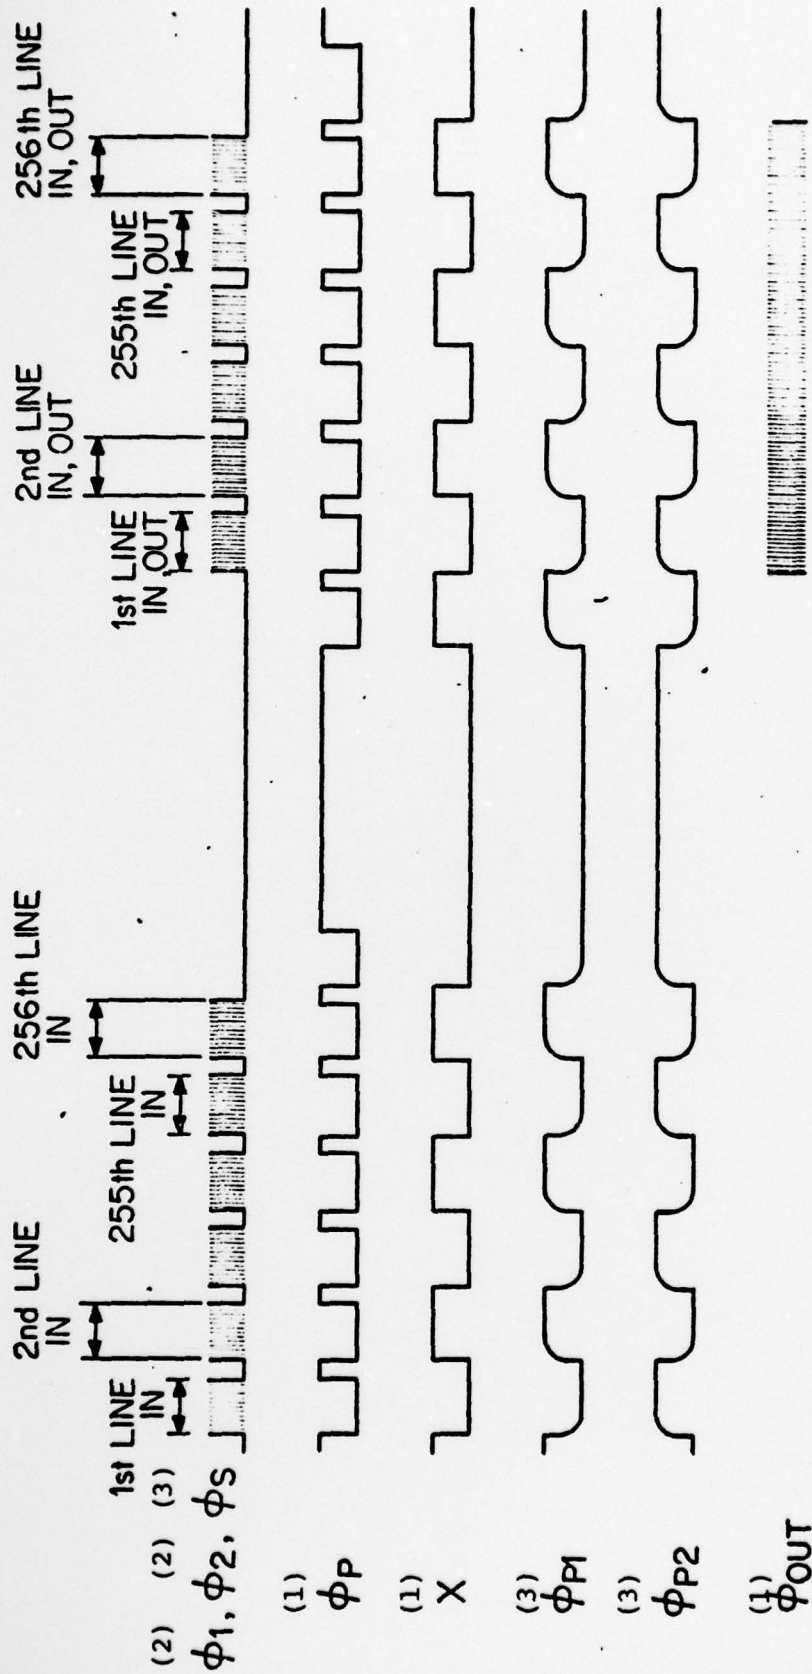 1st LINE
IN
2nd LINE
IN
255th LINE
IN
256th LINE
IN
1st LINE
IN, OUT
2nd LINE
IN, OUT
255th LINE
IN, OUT
256th LINE
IN, OUT
(2) (2) (3)
ϕ1, ϕ2, ϕS
(1)
ϕP
(1)
X
(3)
ϕP1
(3)
ϕP2
(1)
ϕOUT